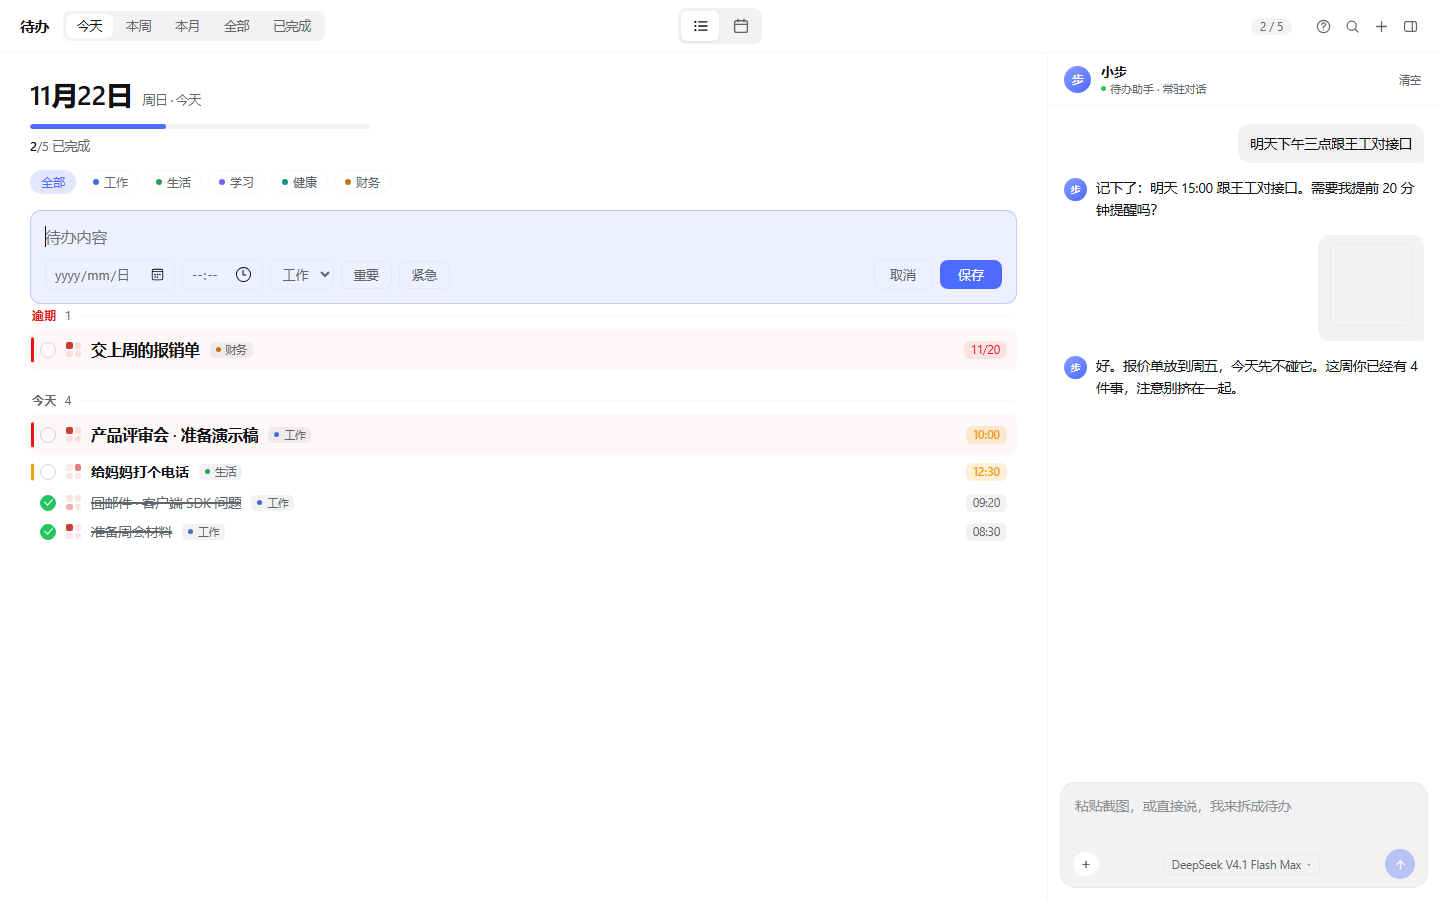 待办
今天 本周 本月 全部 已完成
2 / 5
11月22日 周日 · 今天
2/5 已完成
全部 工作 生活 学习 健康 财务
待办内容
yyyy/mm/日 --:-- 工作 重要 紧急 取消 保存
逾期 1
交上周的报销单 财务 11/20
今天 4
产品评审会 · 准备演示稿 工作 10:00
给妈妈打个电话 生活 12:30
回邮件 · 客户端 SDK 问题 工作 09:20
准备周会材料 工作 08:30
步 小步
待办助手 · 常驻对话
清空
明天下午三点跟王工对接口
步 记下了：明天 15:00 跟王工对接口。需要我提前 20 分
钟提醒吗？
步 好。报价单放到周五，今天先不碰它。这周你已经有 4
件事，注意别挤在一起。
粘贴截图，或直接说，我来拆成待办
DeepSeek V4.1 Flash Max